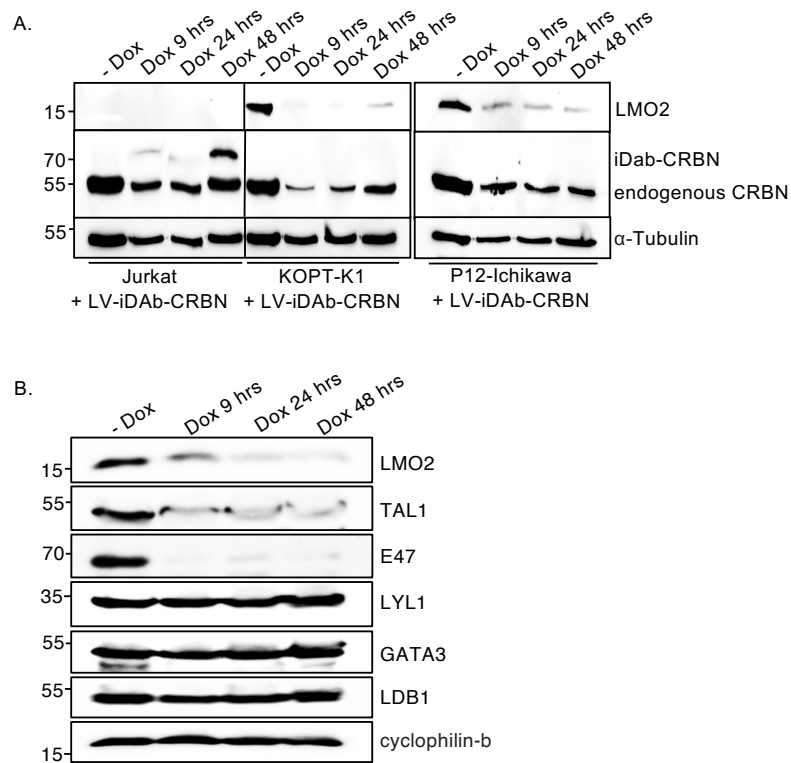 A.
- Dox Dox 9 hrs Dox 24 hrs Dox 48 hrs - Dox Dox 9 hrs Dox 24 hrs Dox 48 hrs - Dox Dox 9 hrs Dox 24 hrs Dox 48 hrs
15 LMO2
70 iDab-CRBN
55 endogenous CRBN
55 α-Tubulin
Jurkat KOPT-K1 P12-Ichikawa
+ LV-iDAb-CRBN + LV-iDAb-CRBN + LV-iDAb-CRBN
B.
- Dox Dox 9 hrs Dox 24 hrs Dox 48 hrs
15 LMO2
55 TAL1
70 E47
35 LYL1
55 GATA3
55 LDB1
15 cyclophilin-b